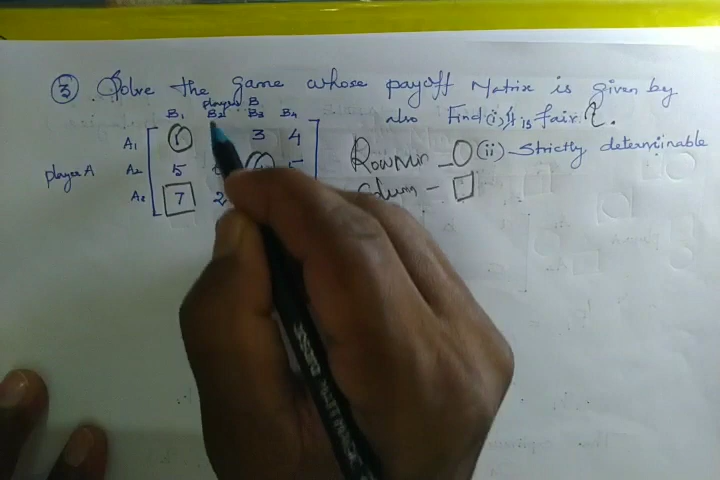 ③. Solve the game whose payoff Matrix is given by
player B
also Find (i) if is fair.
B1 B2 B3 B4
A1 1 3 4
Row Min - O (ii) Strictly determinable
player A A2 5
Column - □
A3 7 2